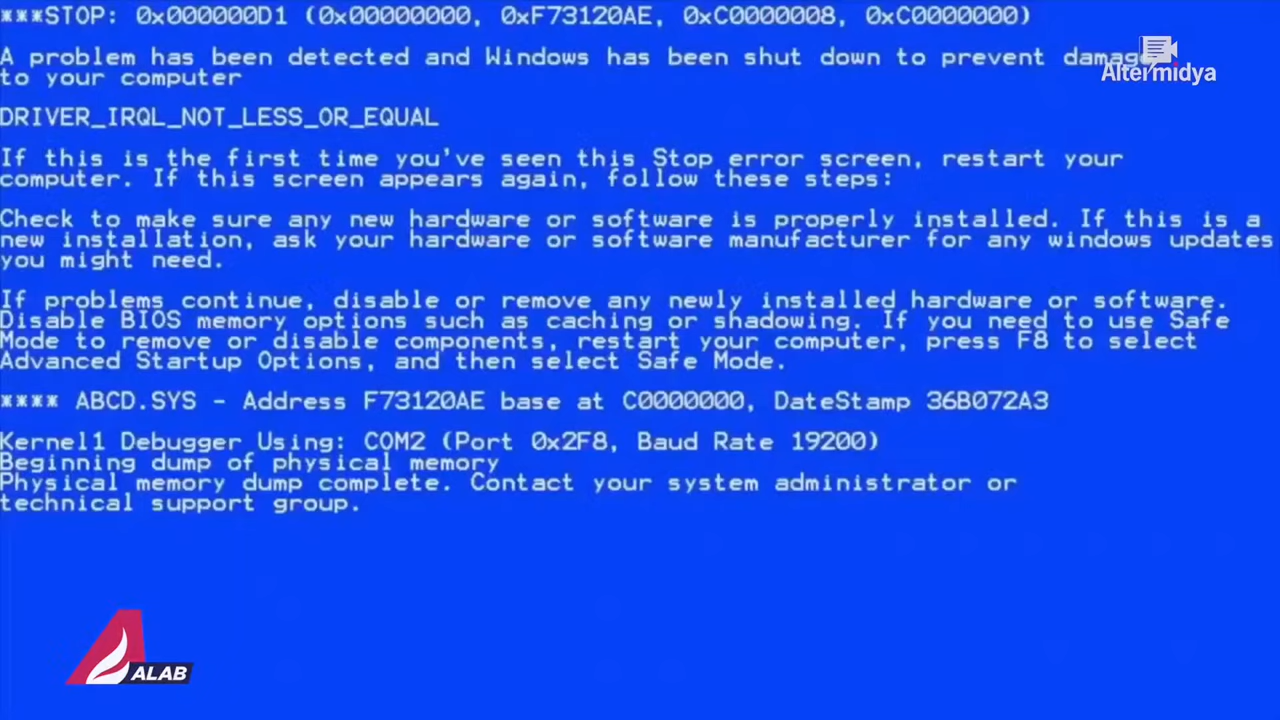 ***STOP: 0x000000D1 (0x00000000, 0xF73120AE, 0xC0000008, 0xC0000000)
A problem has been detected and Windows has been shut down to prevent damage
to your computer
Altermidya
DRIVER_IRQL_NOT_LESS_OR_EQUAL
If this is the first time you've seen this Stop error screen, restart your
computer. If this screen appears again, follow these steps:
Check to make sure any new hardware or software is properly installed. If this is a
new installation, ask your hardware or software manufacturer for any windows updates
you might need.
If problems continue, disable or remove any newly installed hardware or software.
Disable BIOS memory options such as caching or shadowing. If you need to use Safe
Mode to remove or disable components, restart your computer, press F8 to select
Advanced Startup Options, and then select Safe Mode.
**** ABCD.SYS - Address F73120AE base at C0000000, DateStamp 36B072A3
Kernel1 Debugger Using: COM2 (Port 0x2F8, Baud Rate 19200)
Beginning dump of physical memory
Physical memory dump complete. Contact your system administrator or
technical support group.
ALAB